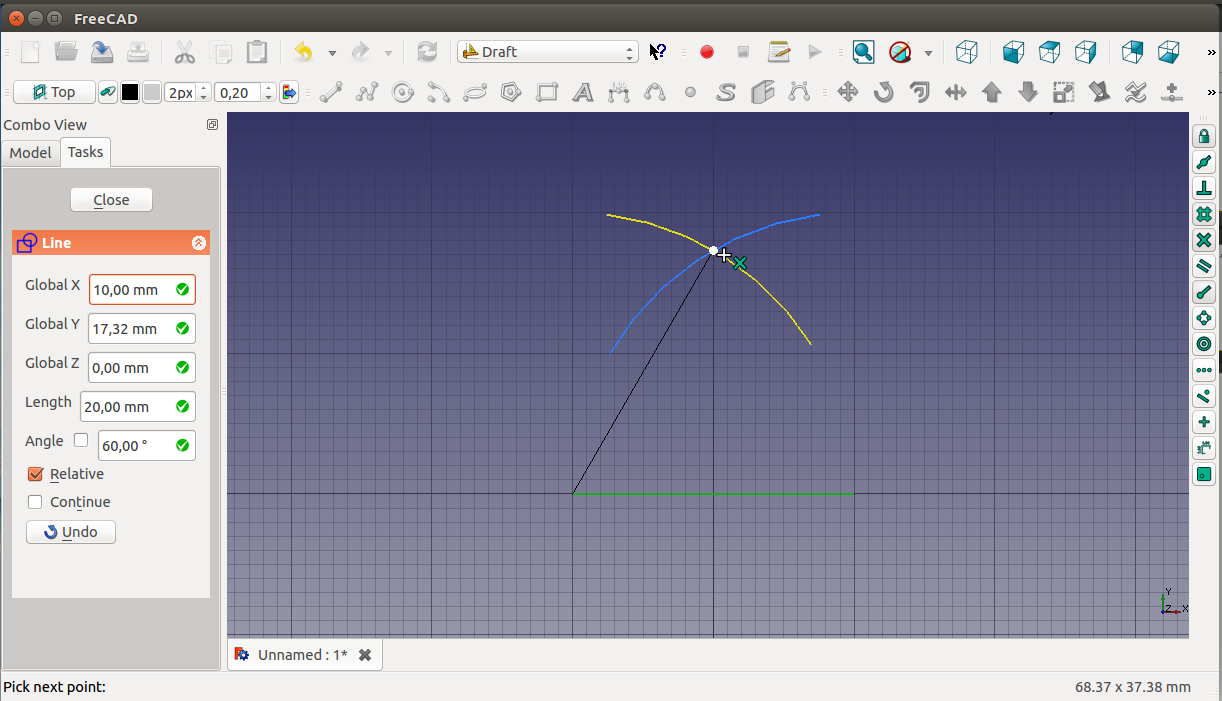 FreeCAD
Draft
»
Top
2px
0,20
»
Combo View
Model
Tasks
Close
Line
Global X
10,00 mm
Global Y
17,32 mm
Global Z
0,00 mm
Length
20,00 mm
Angle
60,00 °
Relative
Continue
Undo
Y
Z
X
Unnamed : 1*
Pick next point:
68.37 x 37.38 mm